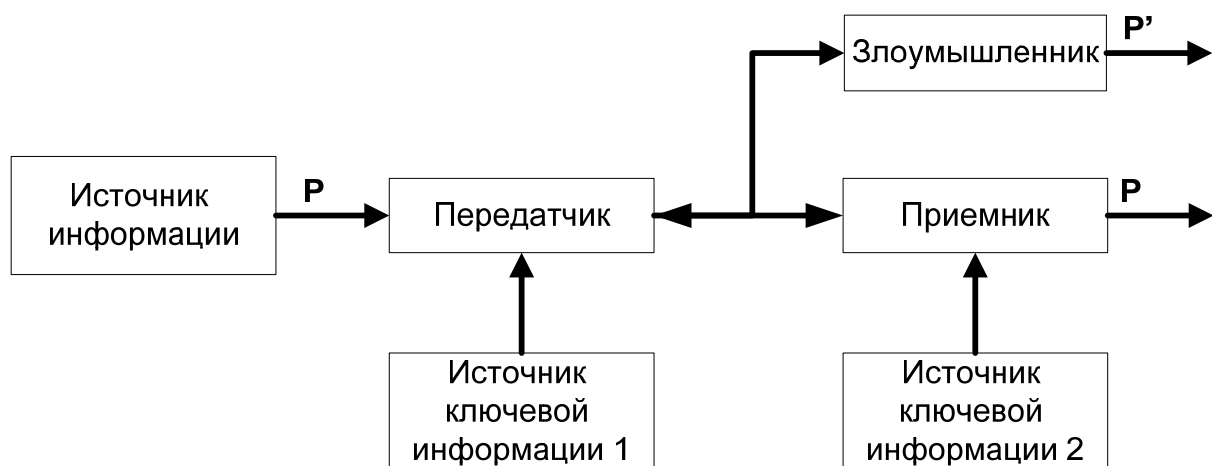 Злоумышленник
P’
Источник
информации
P
Передатчик
Приемник
P
Источник
ключевой
информации 1
Источник
ключевой
информации 2